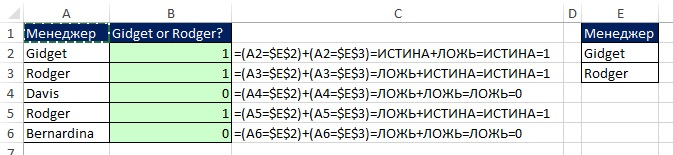 A B C D E
1 Менеджер Gidget or Rodger? Менеджер
2 Gidget 1 =(A2=$E$2)+(A2=$E$3)=ИСТИНА+ЛОЖЬ=ИСТИНА=1 Gidget
3 Rodger 1 =(A3=$E$2)+(A3=$E$3)=ЛОЖЬ+ИСТИНА=ИСТИНА=1 Rodger
4 Davis 0 =(A4=$E$2)+(A4=$E$3)=ЛОЖЬ+ЛОЖЬ=ЛОЖЬ=0
5 Rodger 1 =(A5=$E$2)+(A5=$E$3)=ЛОЖЬ+ИСТИНА=ИСТИНА=1
6 Bernardina 0 =(A6=$E$2)+(A6=$E$3)=ЛОЖЬ+ЛОЖЬ=ЛОЖЬ=0
7